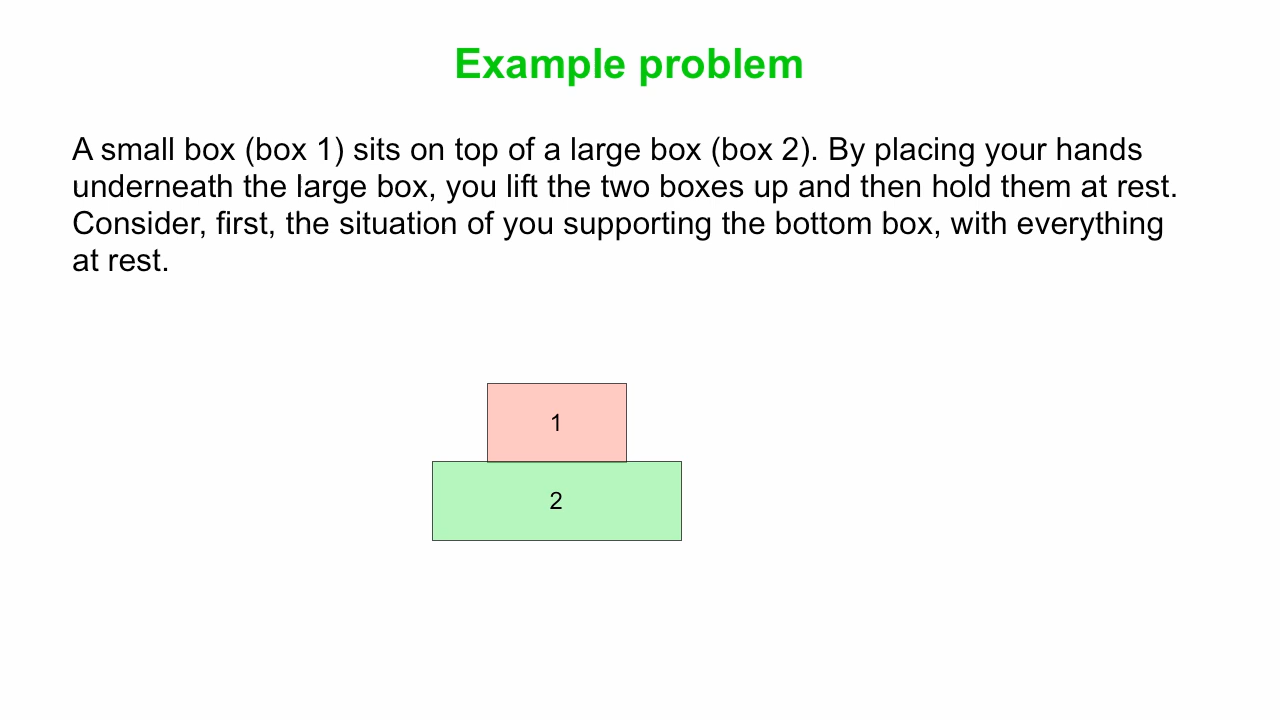 Example problem
A small box (box 1) sits on top of a large box (box 2). By placing your hands
underneath the large box, you lift the two boxes up and then hold them at rest.
Consider, first, the situation of you supporting the bottom box, with everything
at rest.
1
2